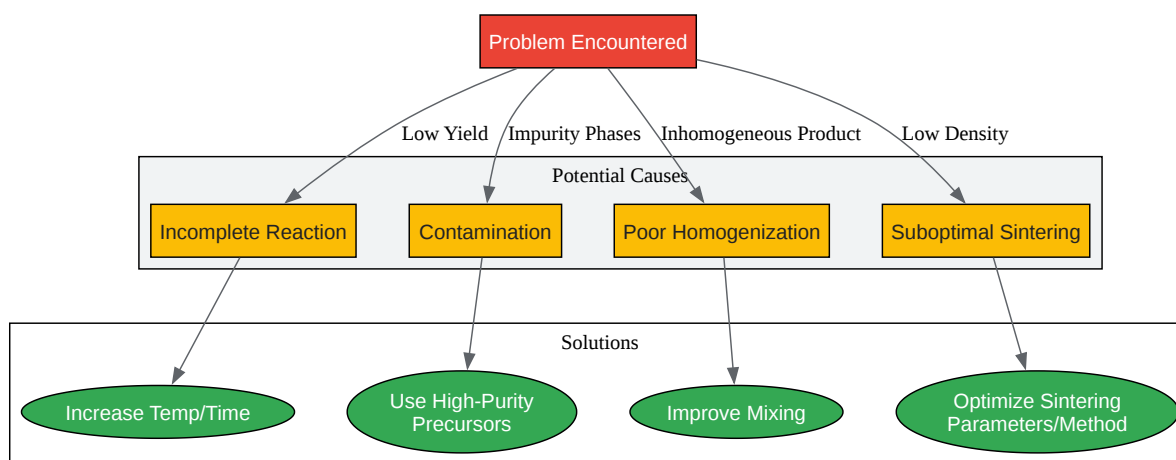 Problem Encountered
Low Yield
Impurity Phases
Inhomogeneous Product
Low Density
Potential Causes
Incomplete Reaction
Contamination
Poor Homogenization
Suboptimal Sintering
Solutions
Increase Temp/Time
Use High-Purity
Precursors
Improve Mixing
Optimize Sintering
Parameters/Method